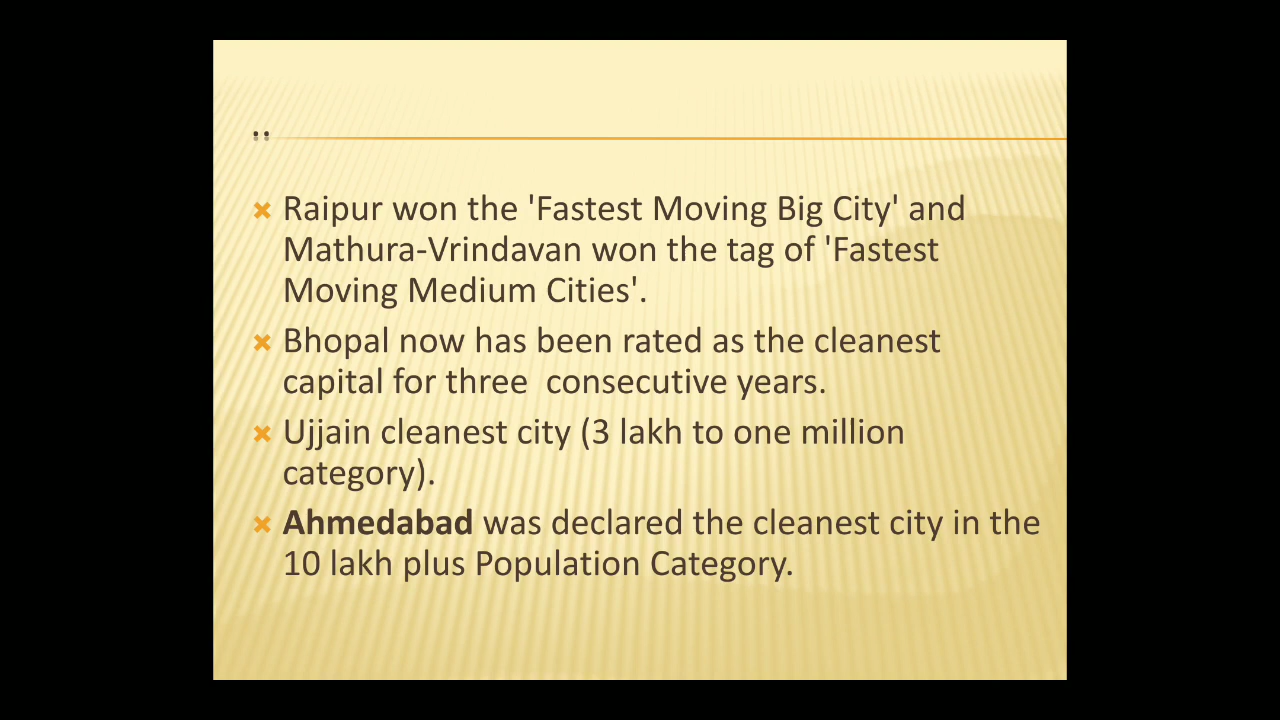 ..
Raipur won the 'Fastest Moving Big City' and
Mathura-Vrindavan won the tag of 'Fastest
Moving Medium Cities'.
Bhopal now has been rated as the cleanest
capital for three  consecutive years.
Ujjain cleanest city (3 lakh to one million
category).
Ahmedabad was declared the cleanest city in the
10 lakh plus Population Category.